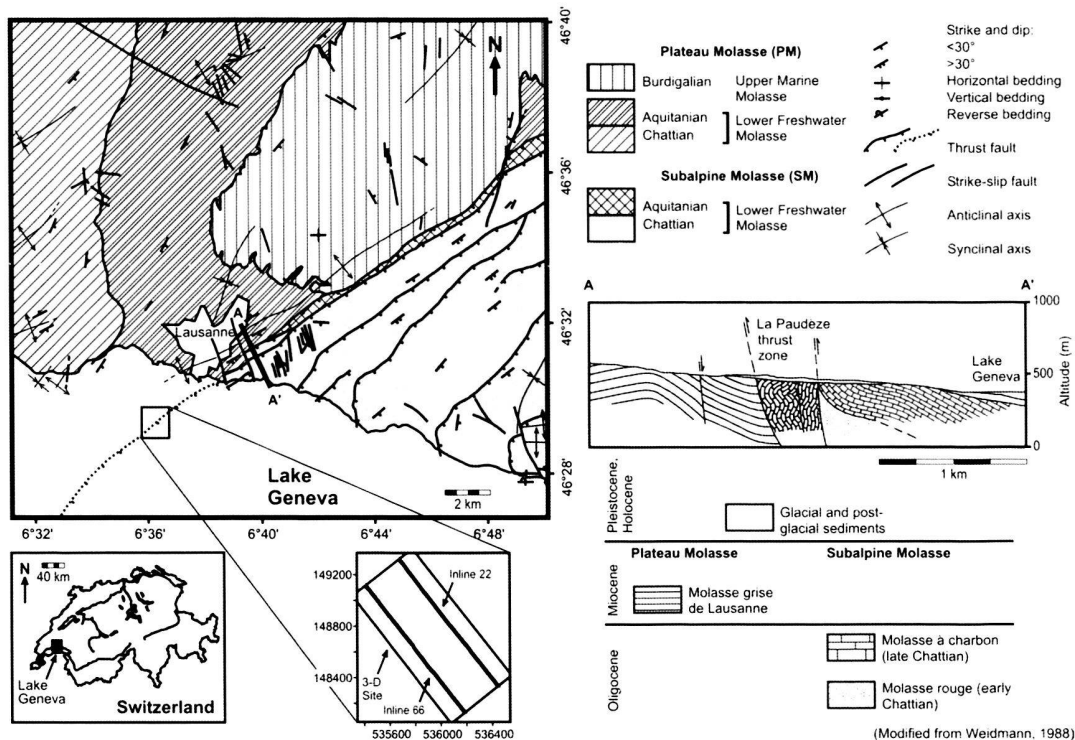 46°40'
46°36'
46°32'
46°28'
N
Lausanne
A
A'
Lake
Geneva
2 km
6°32'
6°36'
6°40'
6°44'
6°48'
N
40 km
Lake
Geneva
Switzerland
149200
148800
148400
Inline 22
3-D
Site
Inline 66
535600
536000
536400
Plateau Molasse (PM)
Burdigalian
Upper Marine
Molasse
Aquitanian
Chattian
Lower Freshwater
Molasse
Subalpine Molasse (SM)
Aquitanian
Chattian
Lower Freshwater
Molasse
Strike and dip:
<30°
>30°
Horizontal bedding
Vertical bedding
Reverse bedding
Thrust fault
Strike-slip fault
Anticlinal axis
Synclinal axis
A
A'
La Paudèze
thrust
zone
Lake
Geneva
1000
500
0
Altitude (m)
1 km
Pleistocene,
Holocene
Glacial and post-
glacial sediments
Plateau Molasse
Subalpine Molasse
Miocene
Molasse grise
de Lausanne
Oligocene
Molasse à charbon
(late Chattian)
Molasse rouge (early
Chattian)
(Modified from Weidmann, 1988)